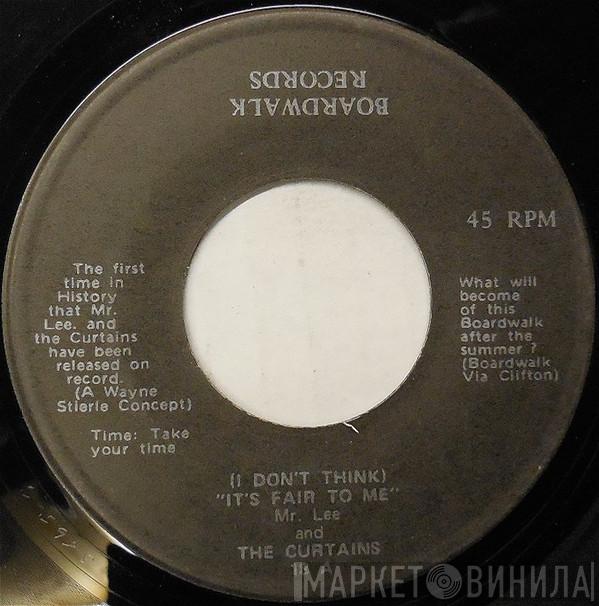 BOARDWALK
RECORDS
45 RPM
The first
time in
History
that Mr.
Lee. and
the Curtains
have been
released on
record.
(A Wayne
Stierle Concept)
Time: Take
your time
What will
become
of this
Boardwalk
after the
summer?
(Boardwalk
Via Clifton)
(I DON'T THINK)
"IT'S FAIR TO ME"
Mr. Lee
and
THE CURTAINS
МАРКЕТ ВИНИЛА